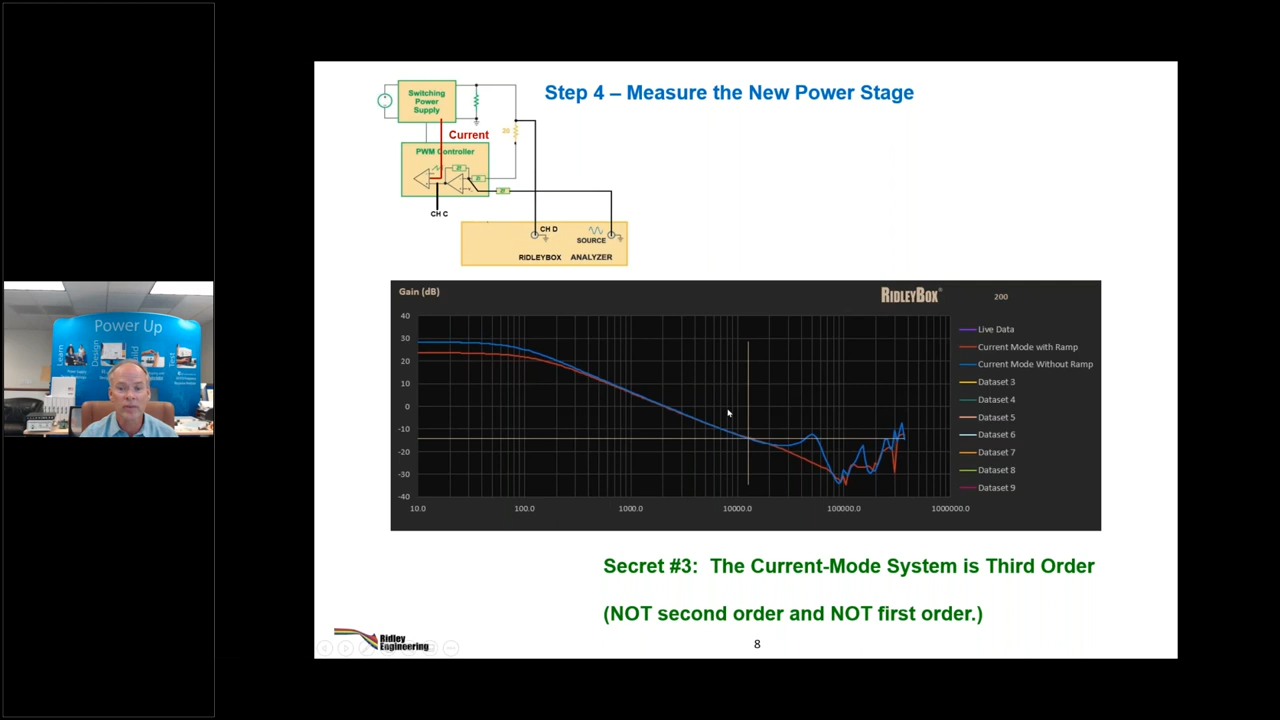 Step 4 – Measure the New Power Stage
Switching
Power
Supply
Current
20
PWM Controller
CH C
CH D
SOURCE
RIDLEYBOX ANALYZER
Gain (dB)
RIDLEYBOX®
200
40
30
20
10
0
-10
-20
-30
-40
10.0 100.0 1000.0 10000.0 100000.0 1000000.0
Live Data
Current Mode with Ramp
Current Mode Without Ramp
Dataset 3
Dataset 4
Dataset 5
Dataset 6
Dataset 7
Dataset 8
Dataset 9
Power Up
Learn
Design
Test
Secret #3: The Current-Mode System is Third Order
(NOT second order and NOT first order.)
Ridley
Engineering
8